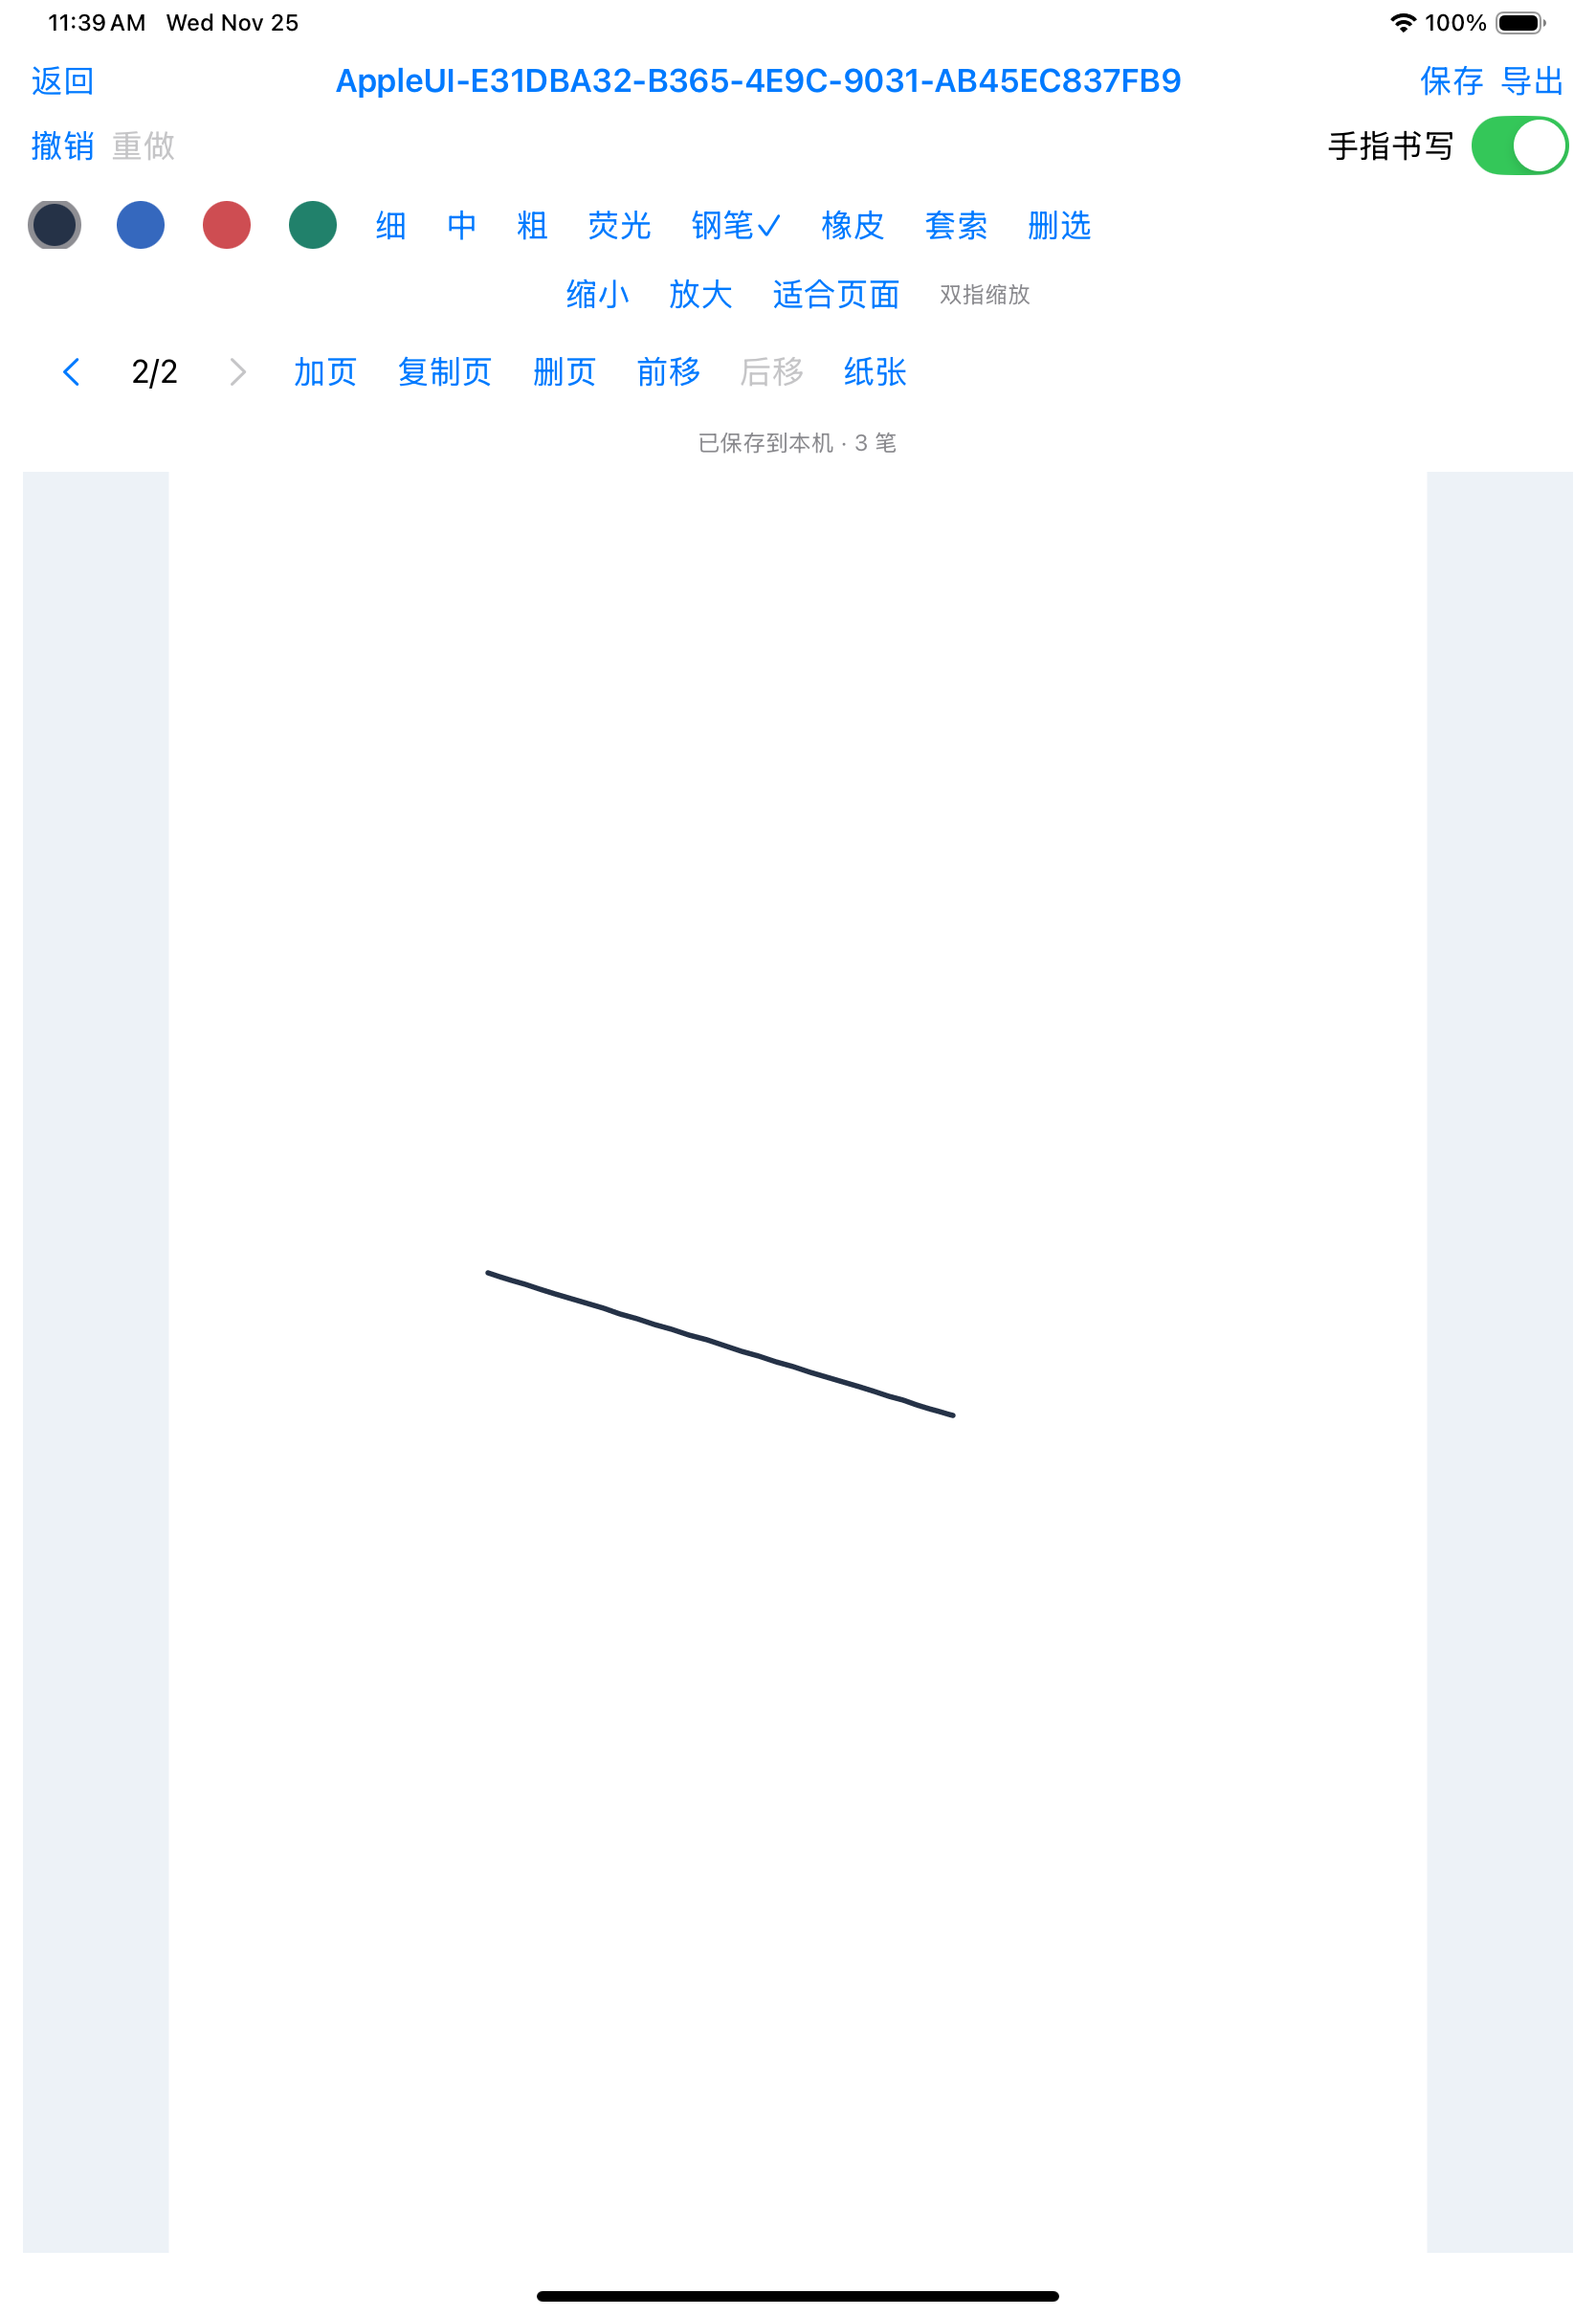 11:39 AM Wed Nov 25 100%
返回 AppleUI-E31DBA32-B365-4E9C-9031-AB45EC837FB9 保存 导出
撤销 重做 手指书写
细 中 粗 荧光 钢笔✓ 橡皮 套索 删选
缩小 放大 适合页面 双指缩放
2/2 加页 复制页 删页 前移 后移 纸张
已保存到本机 · 3 笔